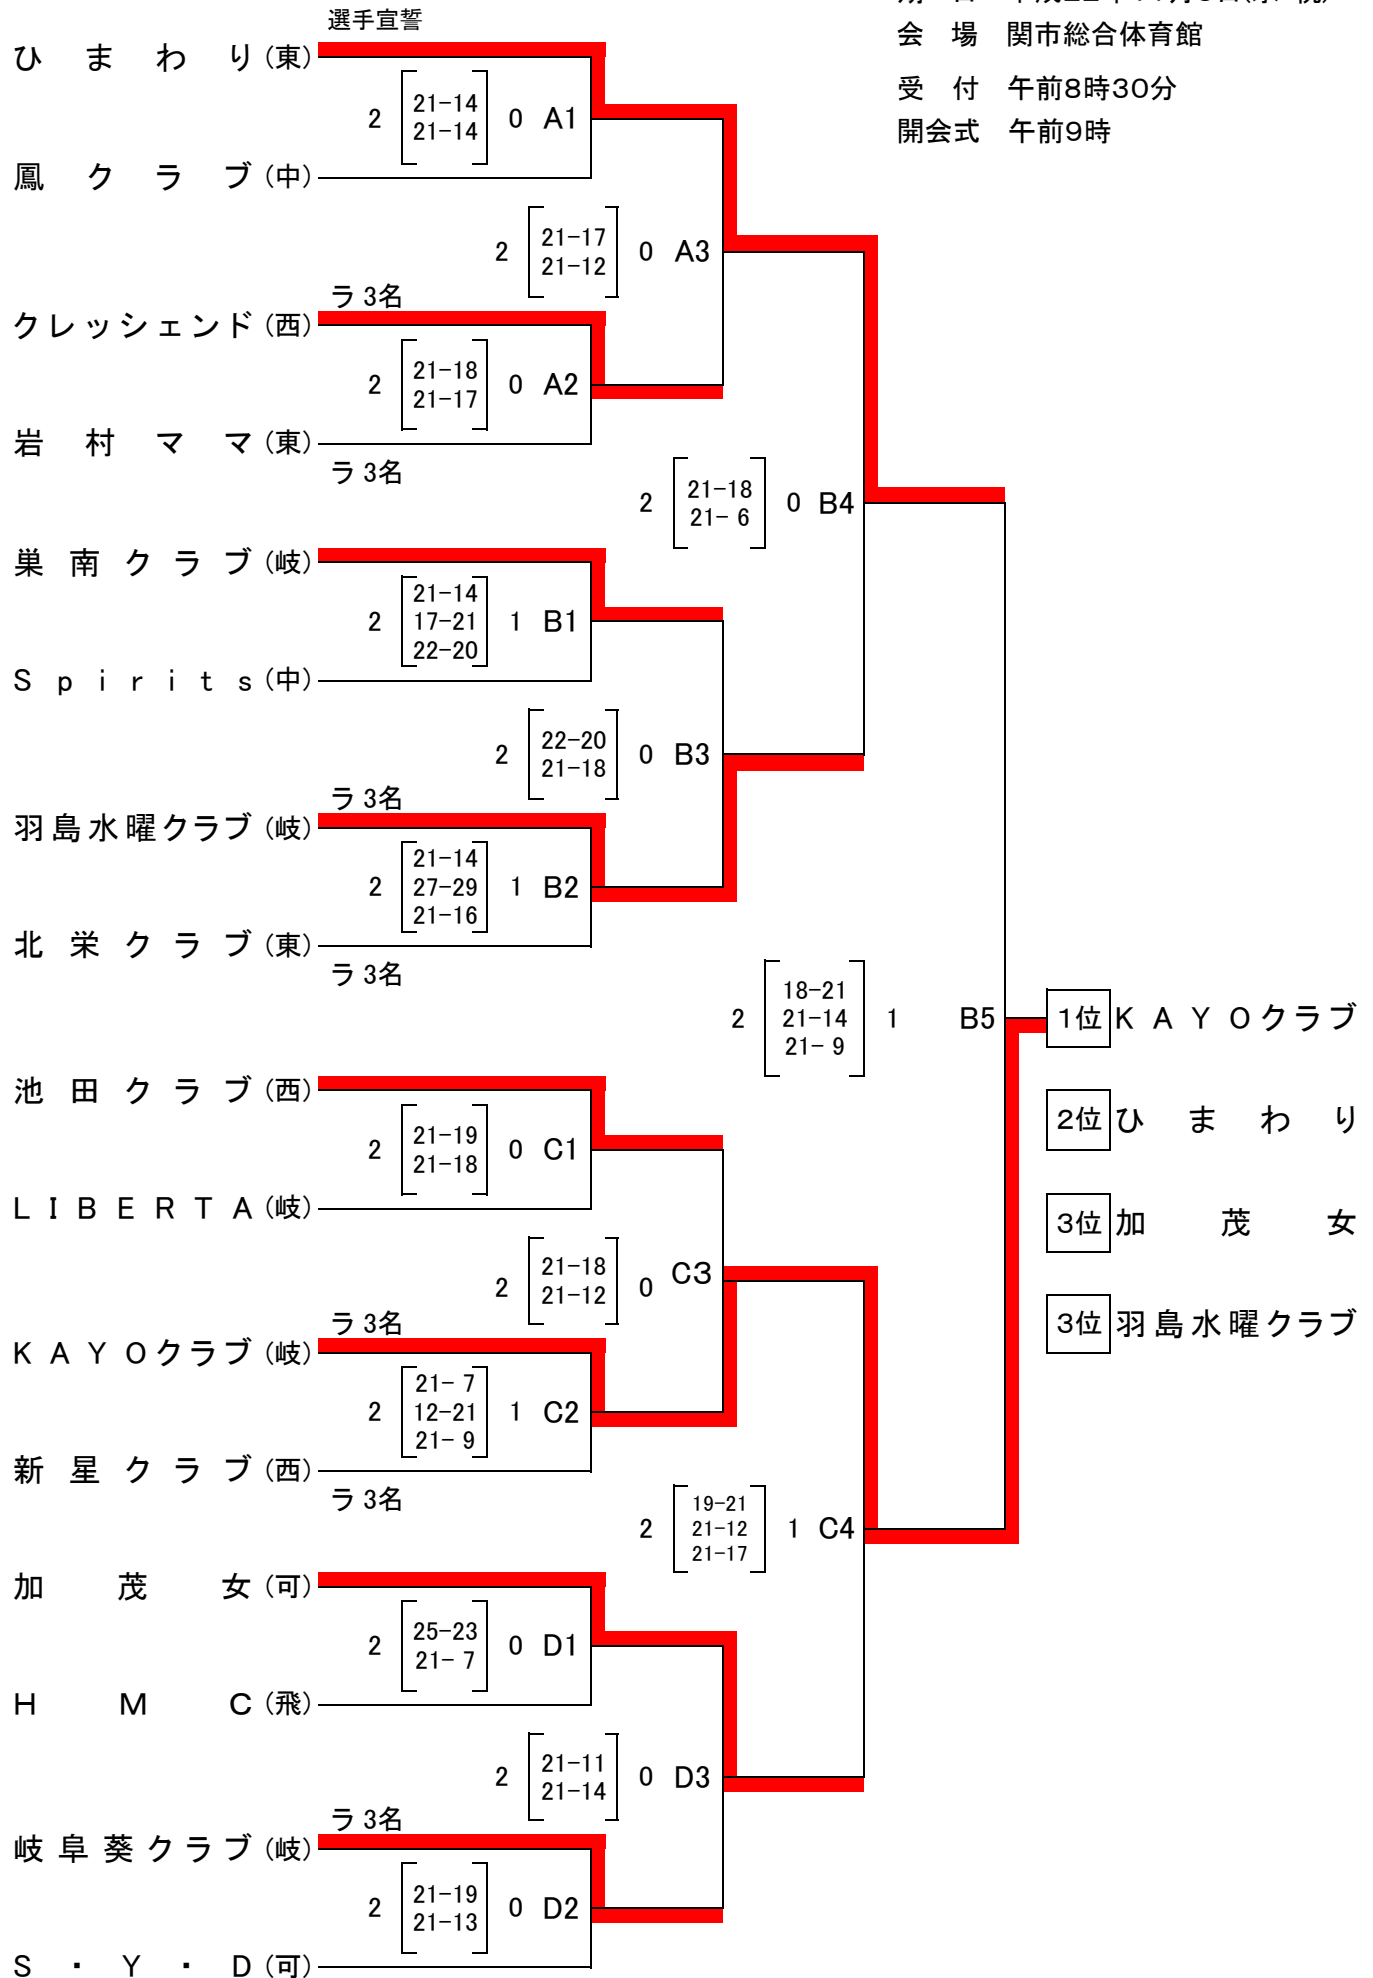 選手宣誓
会　場　関市総合体育館
受　付　午前8時30分
開会式　午前9時
ひまわり(東)
2 21-14 21-14 0 A1
鳳クラブ(中)
2 21-17 21-12 0 A3
ラ 3名
クレッシェンド(西)
2 21-18 21-17 0 A2
岩村ママ(東)
ラ 3名
2 21-18 21- 6 0 B4
巣南クラブ(岐)
2 21-14 17-21 22-20 1 B1
Spirits(中)
2 22-20 21-18 0 B3
ラ 3名
羽島水曜クラブ(岐)
2 21-14 27-29 21-16 1 B2
北栄クラブ(東)
ラ 3名
2 18-21 21-14 21- 9 1 B5
1位 KAYOクラブ
2位 ひまわり
3位 加茂女
3位 羽島水曜クラブ
池田クラブ(西)
2 21-19 21-18 0 C1
LIBERTA(岐)
2 21-18 21-12 0 C3
ラ 3名
KAYOクラブ(岐)
2 21- 7 12-21 21- 9 1 C2
新星クラブ(西)
ラ 3名
2 19-21 21-12 21-17 1 C4
加茂女(可)
2 25-23 21- 7 0 D1
HMC(飛)
2 21-11 21-14 0 D3
ラ 3名
岐阜葵クラブ(岐)
2 21-19 21-13 0 D2
S・Y・D(可)